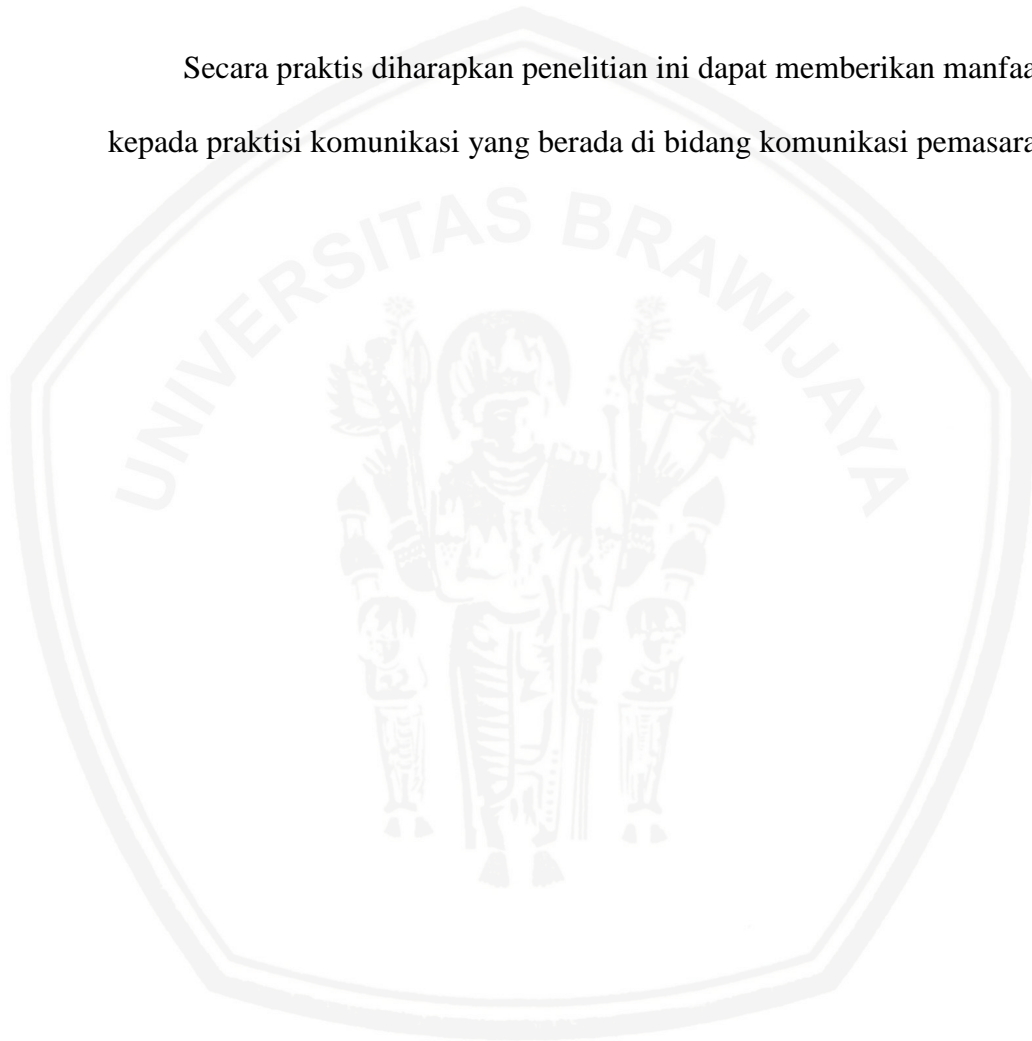 Secara praktis diharapkan penelitian ini dapat memberikan manfaa
kepada praktisi komunikasi yang berada di bidang komunikasi pemasara
UNIVERSITAS BRAWIJAYA